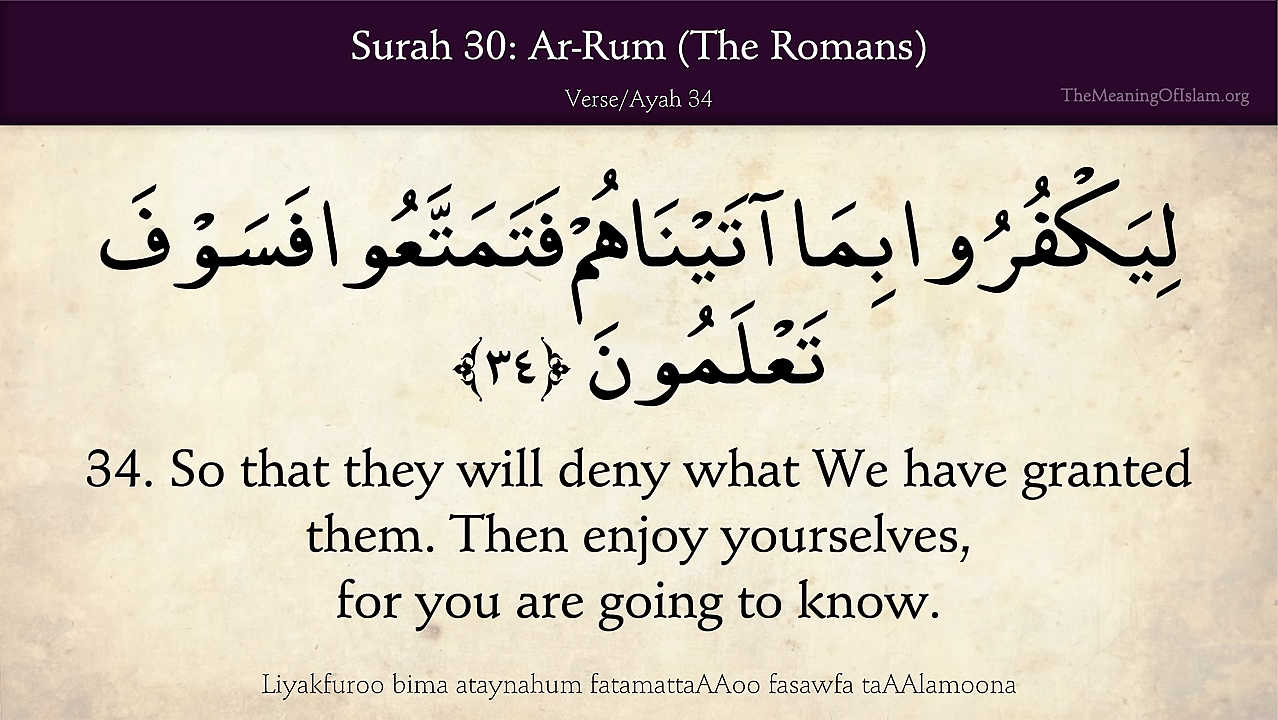 Surah 30: Ar-Rum (The Romans)
Verse/Ayah 34
TheMeaningOfIslam.org
لِيَكْفُرُوا بِمَا آتَيْنَاهُمْ فَتَمَتَّعُوا فَسَوْفَ
تَعْلَمُونَ ﴿٣٤﴾
34. So that they will deny what We have granted
them. Then enjoy yourselves,
for you are going to know.
Liyakfuroo bima ataynahum fatamattaAAoo fasawfa taAAlamoona